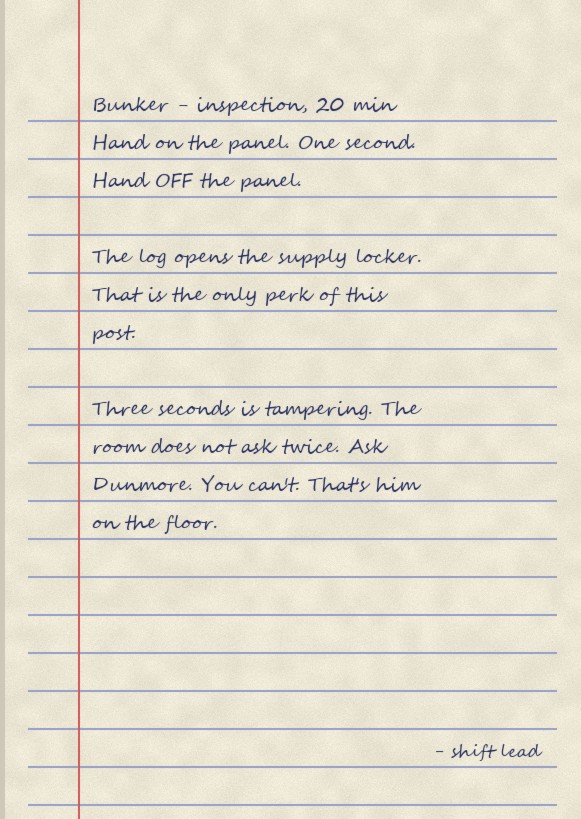 Bunker - inspection, 20 min
Hand on the panel. One second.
Hand OFF the panel.
The log opens the supply locker.
That is the only perk of this
post.
Three seconds is tampering. The
room does not ask twice. Ask
Dunmore. You can't. That's him
on the floor.
- shift lead